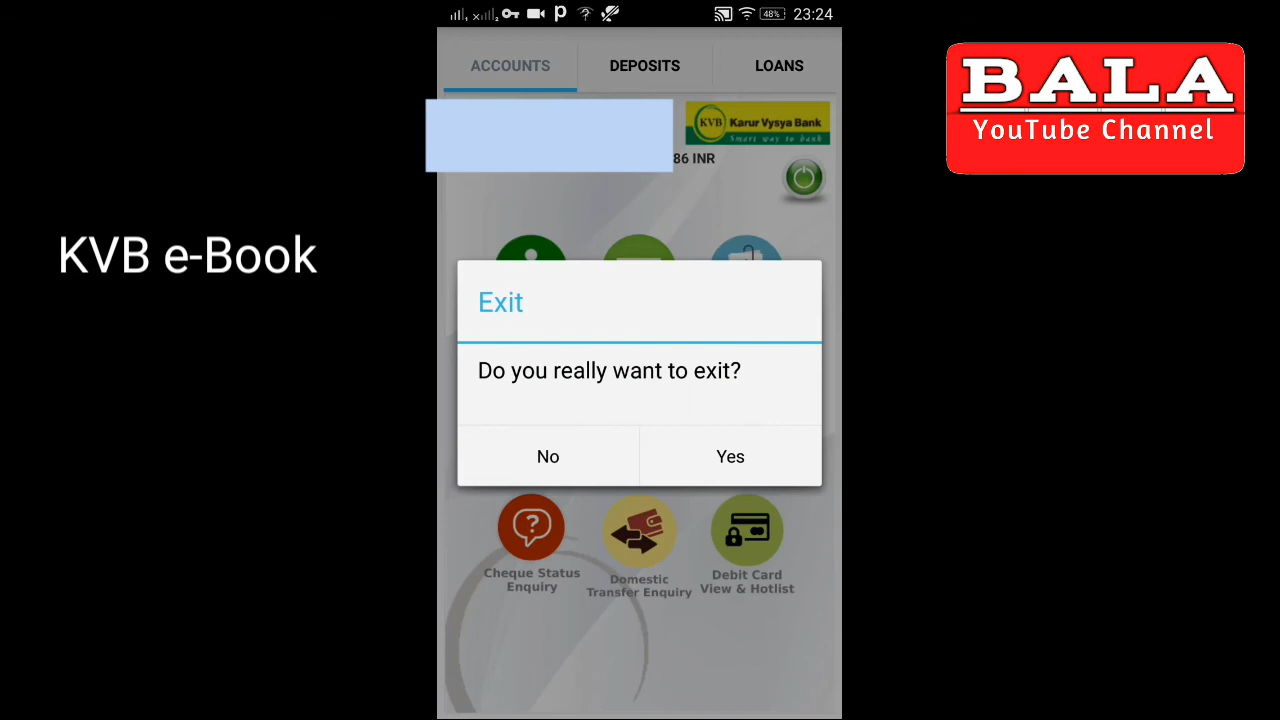 48%
23:24
ACCOUNTS
DEPOSITS
LOANS
KVB
Karur Vysya Bank
Smart way to bank
86 INR
BALA
YouTube Channel
KVB e-Book
Exit
Do you really want to exit?
No
Yes
Cheque Status
Enquiry
Domestic
Transfer Enquiry
Debit Card
View & Hotlist